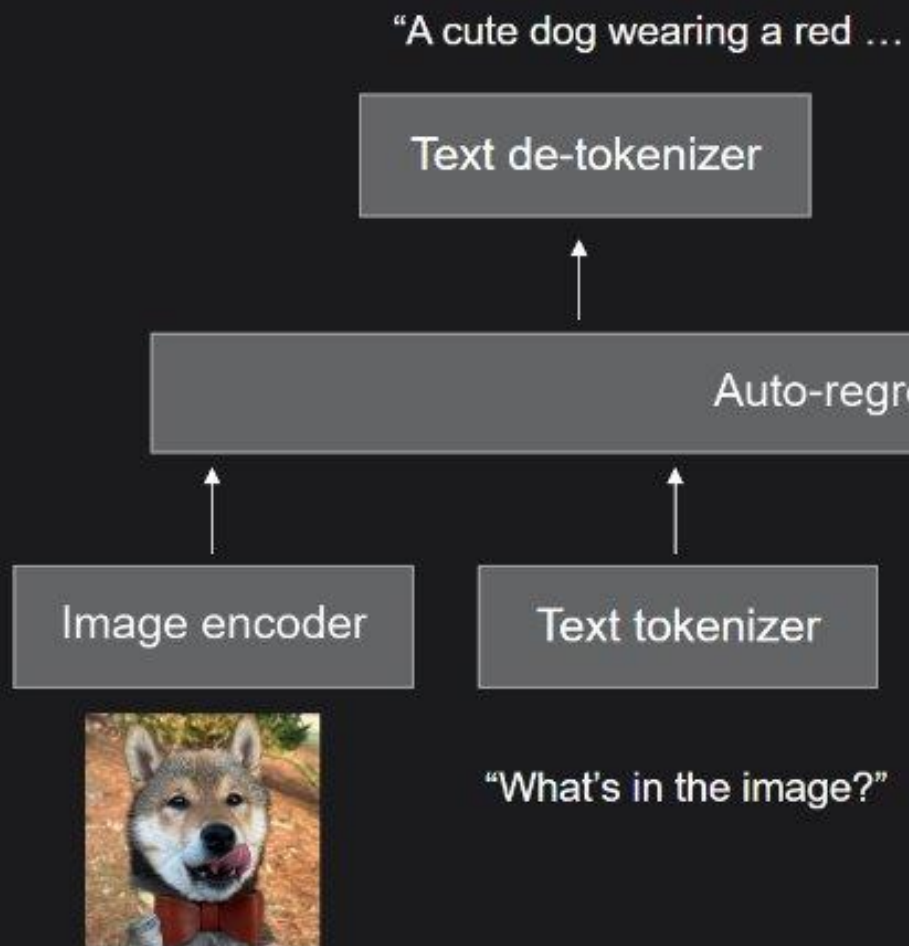 “A cute dog wearing a red …
Text de-tokenizer
Auto-regr
Image encoder
Text tokenizer
“What’s in the image?”